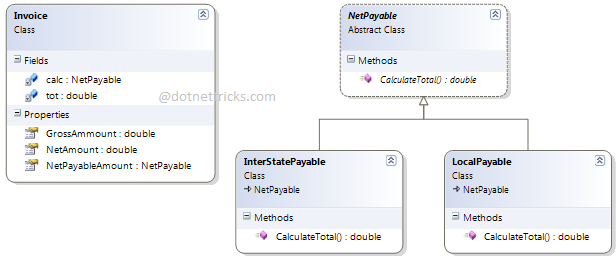 Invoice
Class
Fields
calc : NetPayable
tot : double
Properties
GrossAmmount : double
NetAmount : double
NetPayableAmount : NetPayable
@dotnettricks.com
NetPayable
Abstract Class
Methods
CalculateTotal() : double
InterStatePayable
Class
NetPayable
Methods
CalculateTotal() : double
LocalPayable
Class
NetPayable
Methods
CalculateTotal() : double